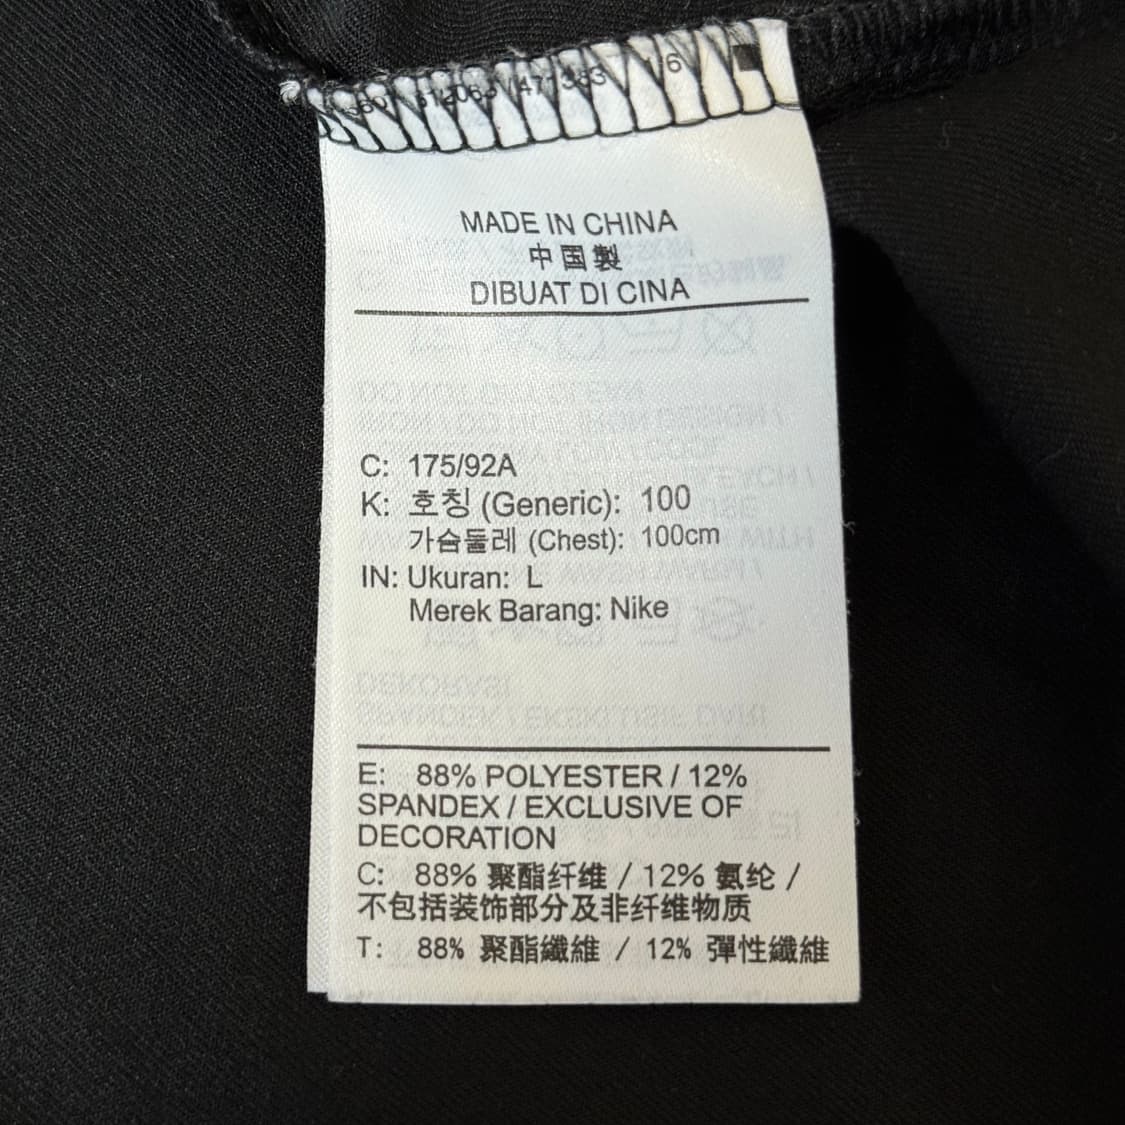 MADE IN CHINA
中国製
DIBUAT DI CINA
C: 175/92A
K: 호칭 (Generic): 100
가슴둘레 (Chest): 100cm
IN: Ukuran: L
Merek Barang: Nike
E: 88% POLYESTER / 12%
SPANDEX / EXCLUSIVE OF
DECORATION
C: 88% 聚酯纤维 / 12% 氨纶 /
不包括装饰部分及非纤维物质
T: 88% 聚酯纖維 / 12% 彈性纖維